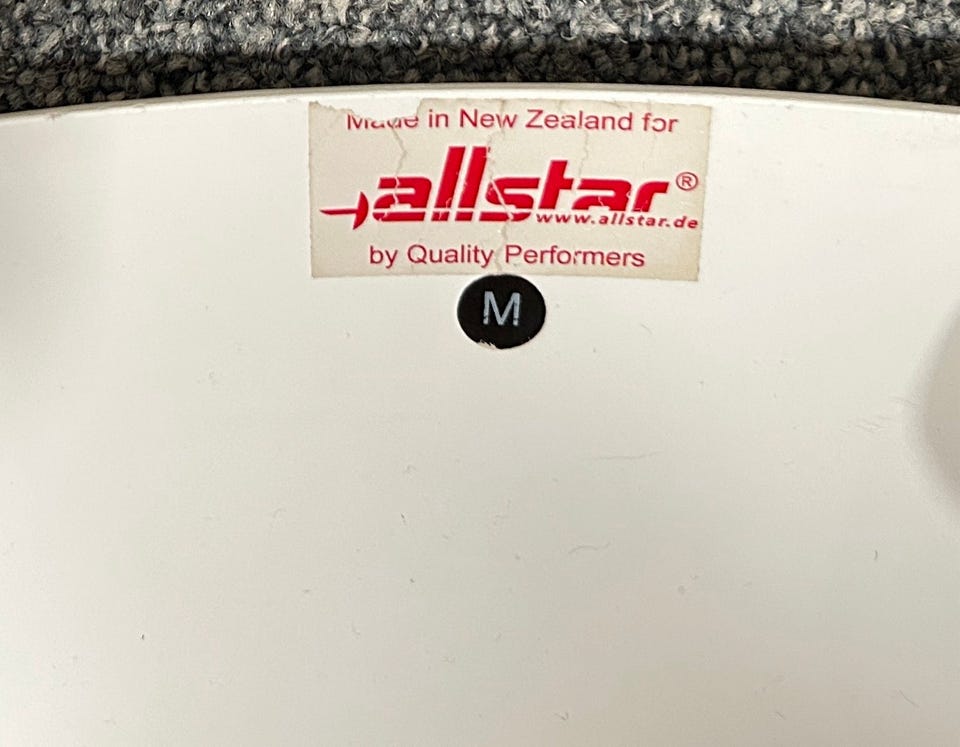 Made in New Zealand for
allstar®
www.allstar.de
by Quality Performers
M